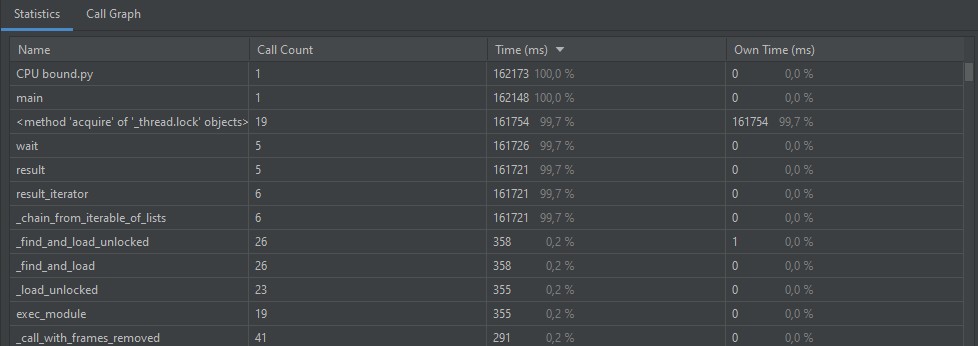 Statistics Call Graph
Name Call Count Time (ms) Own Time (ms)
CPU bound.py 1 162173 100,0 % 0 0,0 %
main 1 162148 100,0 % 0 0,0 %
<method 'acquire' of '_thread.lock' objects> 19 161754 99,7 % 161754 99,7 %
wait 5 161726 99,7 % 0 0,0 %
result 5 161721 99,7 % 0 0,0 %
result_iterator 6 161721 99,7 % 0 0,0 %
_chain_from_iterable_of_lists 6 161721 99,7 % 0 0,0 %
_find_and_load_unlocked 26 358 0,2 % 1 0,0 %
_find_and_load 26 358 0,2 % 0 0,0 %
_load_unlocked 23 355 0,2 % 0 0,0 %
exec_module 19 355 0,2 % 0 0,0 %
_call_with_frames_removed 41 291 0,2 % 0 0,0 %